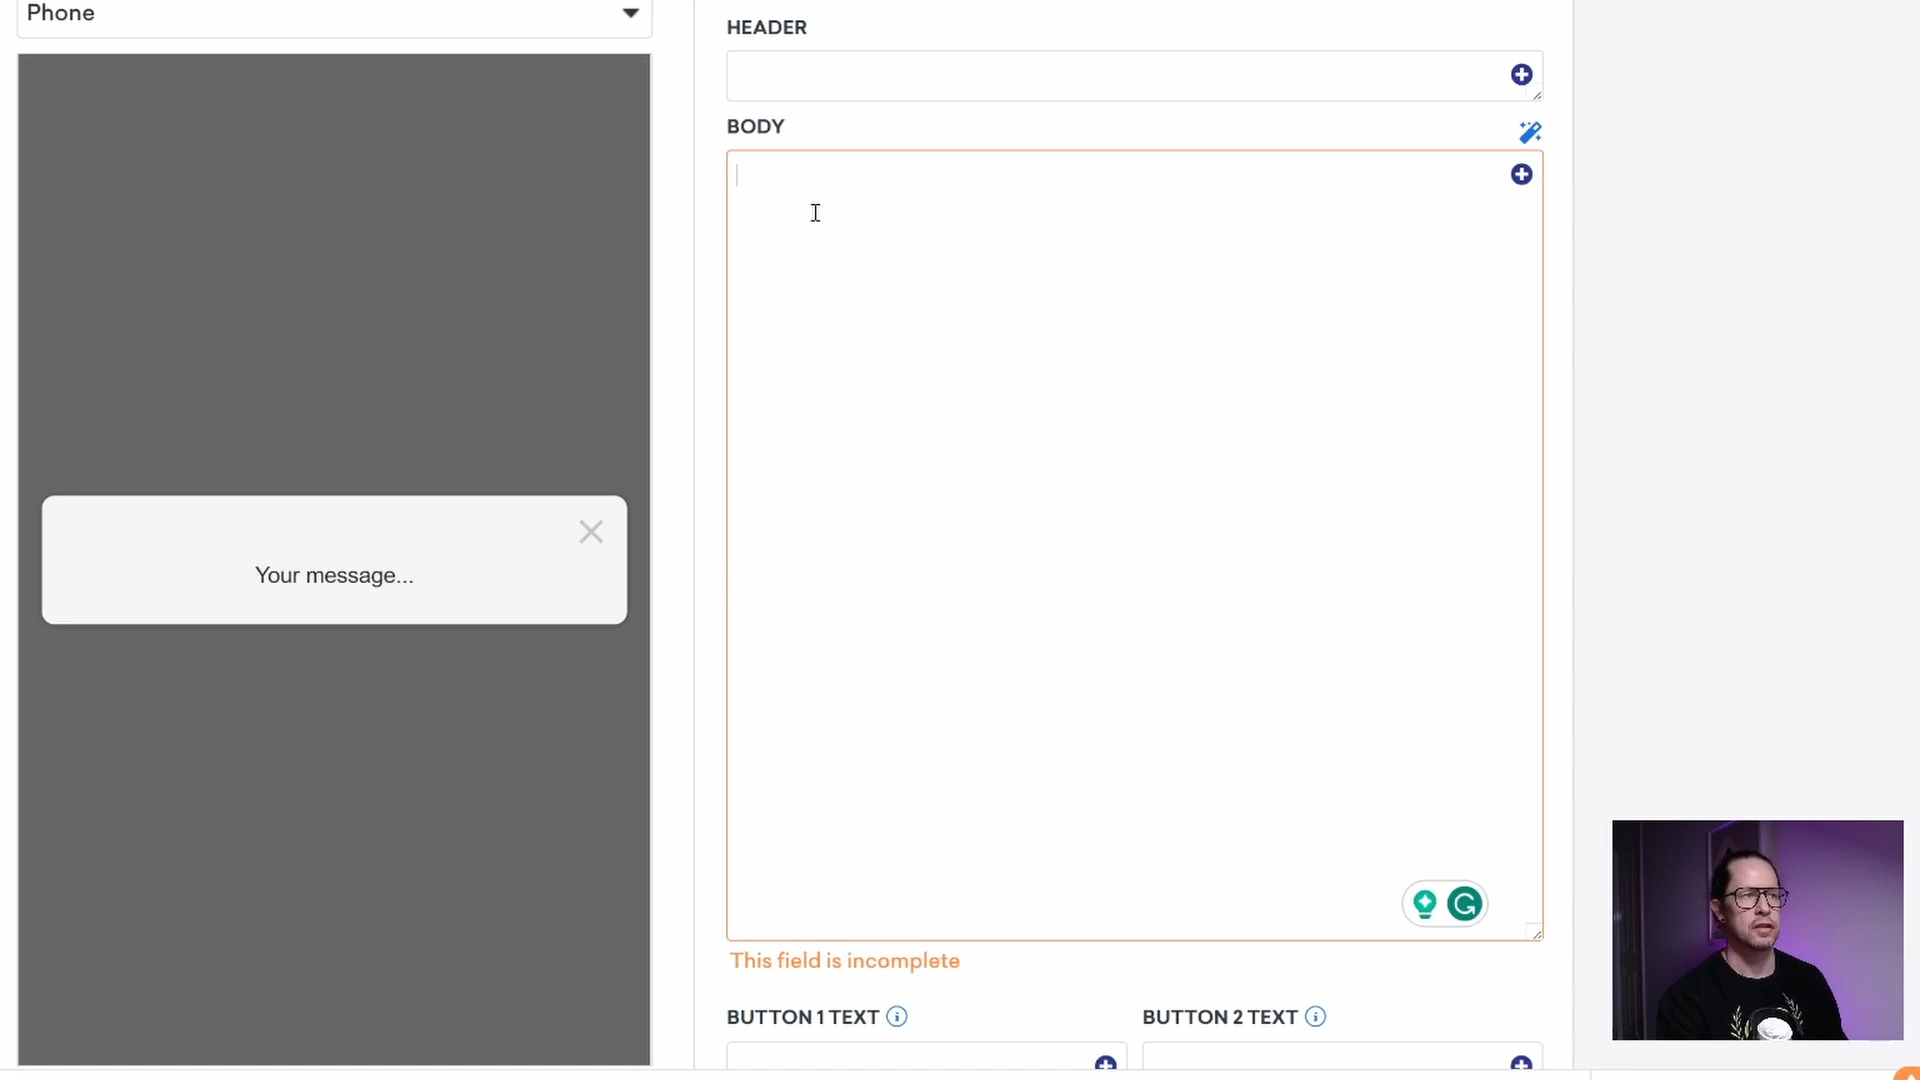 Phone
HEADER
BODY
Your message...
This field is incomplete
BUTTON 1 TEXT
BUTTON 2 TEXT